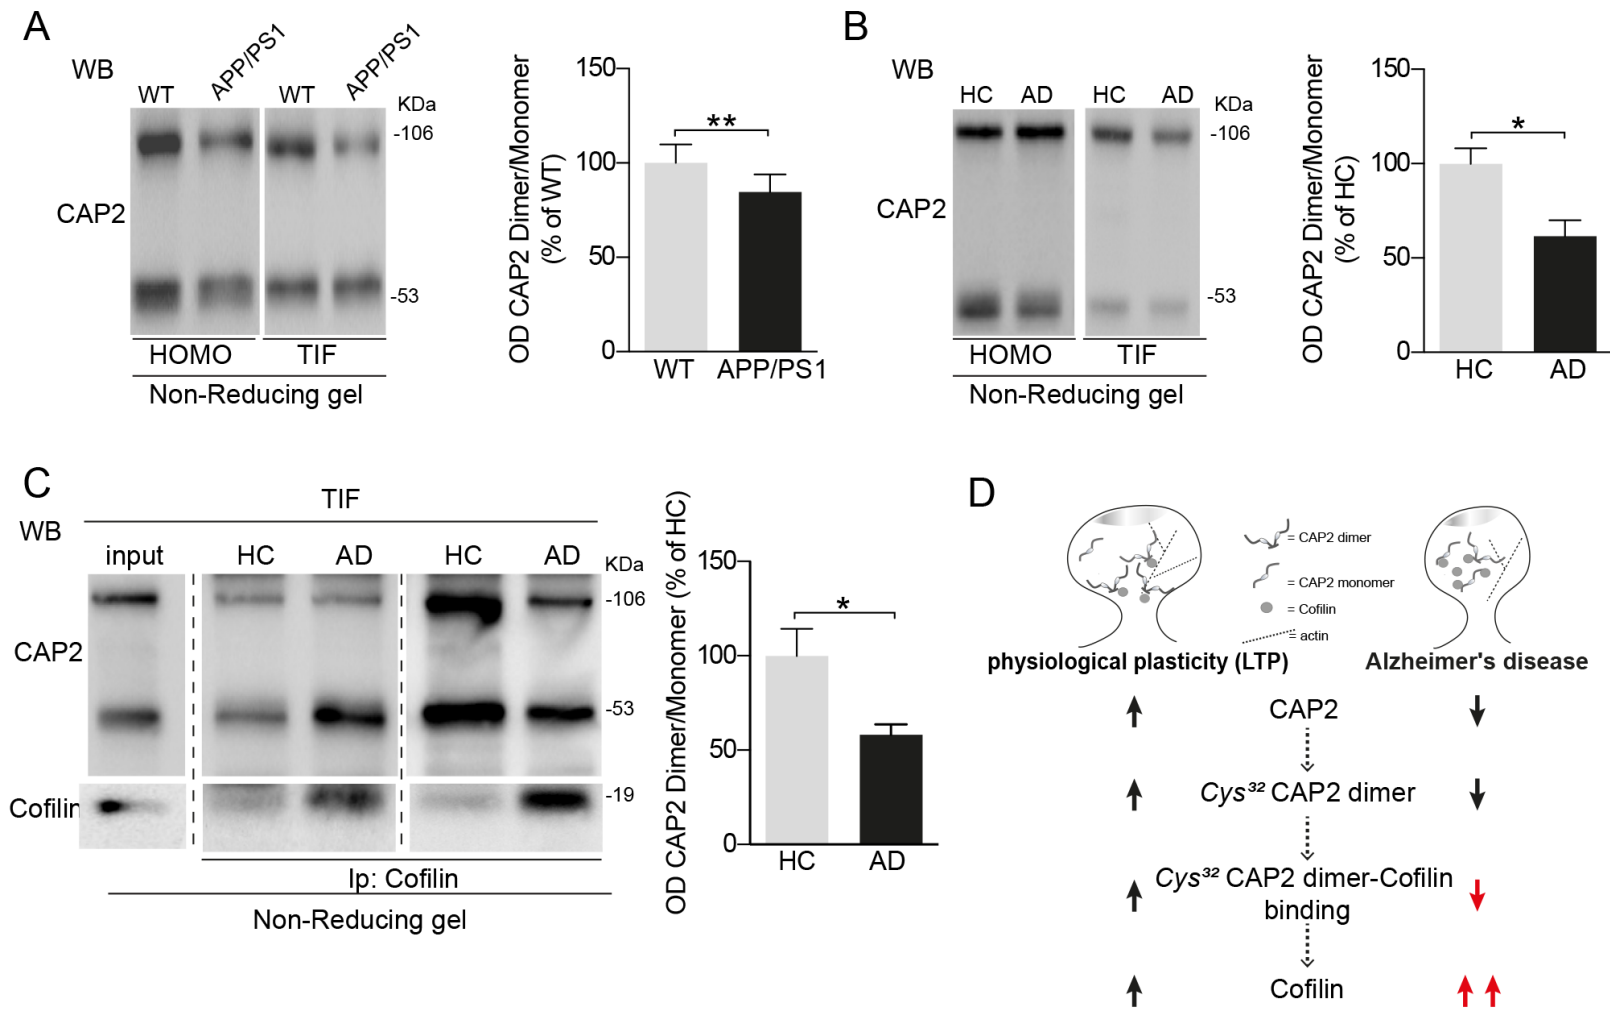 A
WB
WT
APP/PS1
WT
APP/PS1
KDa
-106
CAP2
-53
HOMO
TIF
Non-Reducing gel
OD CAP2 Dimer/Monomer
(% of WT)
150
100
50
0
**
WT
APP/PS1
B
WB
HC
AD
HC
AD
KDa
-106
CAP2
-53
HOMO
TIF
Non-Reducing gel
OD CAP2 Dimer/Monomer
(% of HC)
150
100
50
0
*
HC
AD
C
TIF
WB
input
HC
AD
HC
AD
KDa
-106
CAP2
-53
Cofilin
-19
Ip: Cofilin
Non-Reducing gel
OD CAP2 Dimer/Monomer (% of HC)
150
100
50
0
*
HC
AD
D
= CAP2 dimer
= CAP2 monomer
= Cofilin
= actin
physiological plasticity (LTP)
Alzheimer's disease
CAP2
Cys³² CAP2 dimer
Cys³² CAP2 dimer-Cofilin
binding
Cofilin